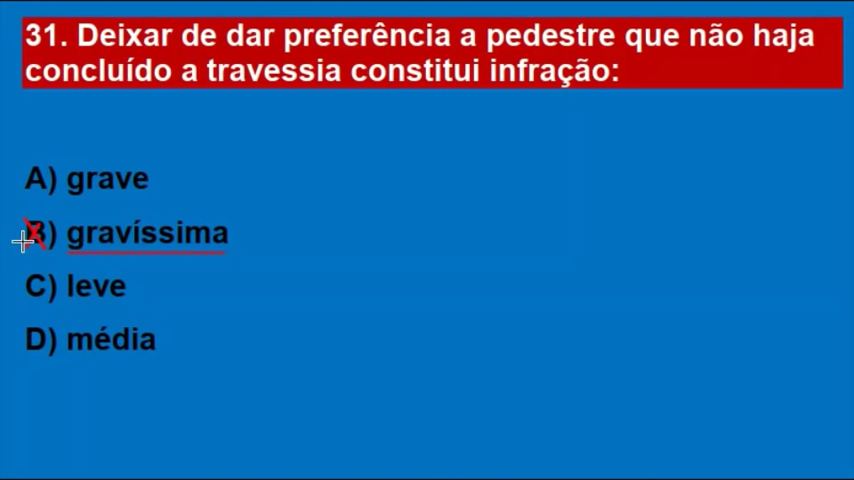 31. Deixar de dar preferência a pedestre que não haja
concluído a travessia constitui infração:
A) grave
B) gravíssima
C) leve
D) média